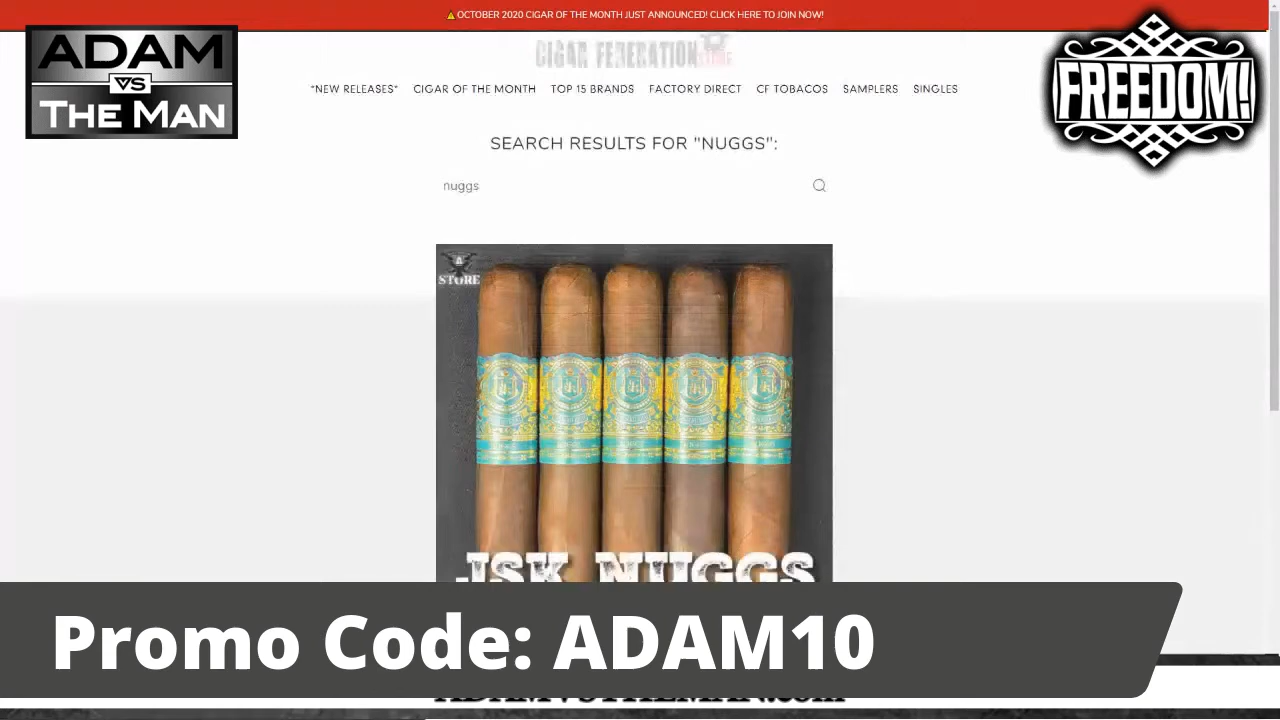 ⚠ OCTOBER 2020 CIGAR OF THE MONTH JUST ANNOUNCED! CLICK HERE TO JOIN NOW!
ADAM
VS
THE MAN
CIGAR FEDERATION STORE
FREEDOM!
*NEW RELEASES* CIGAR OF THE MONTH TOP 15 BRANDS FACTORY DIRECT CF TOBACOS SAMPLERS SINGLES
SEARCH RESULTS FOR "NUGGS":
nuggs
STORE
JSK NUGGS
Promo Code: ADAM10